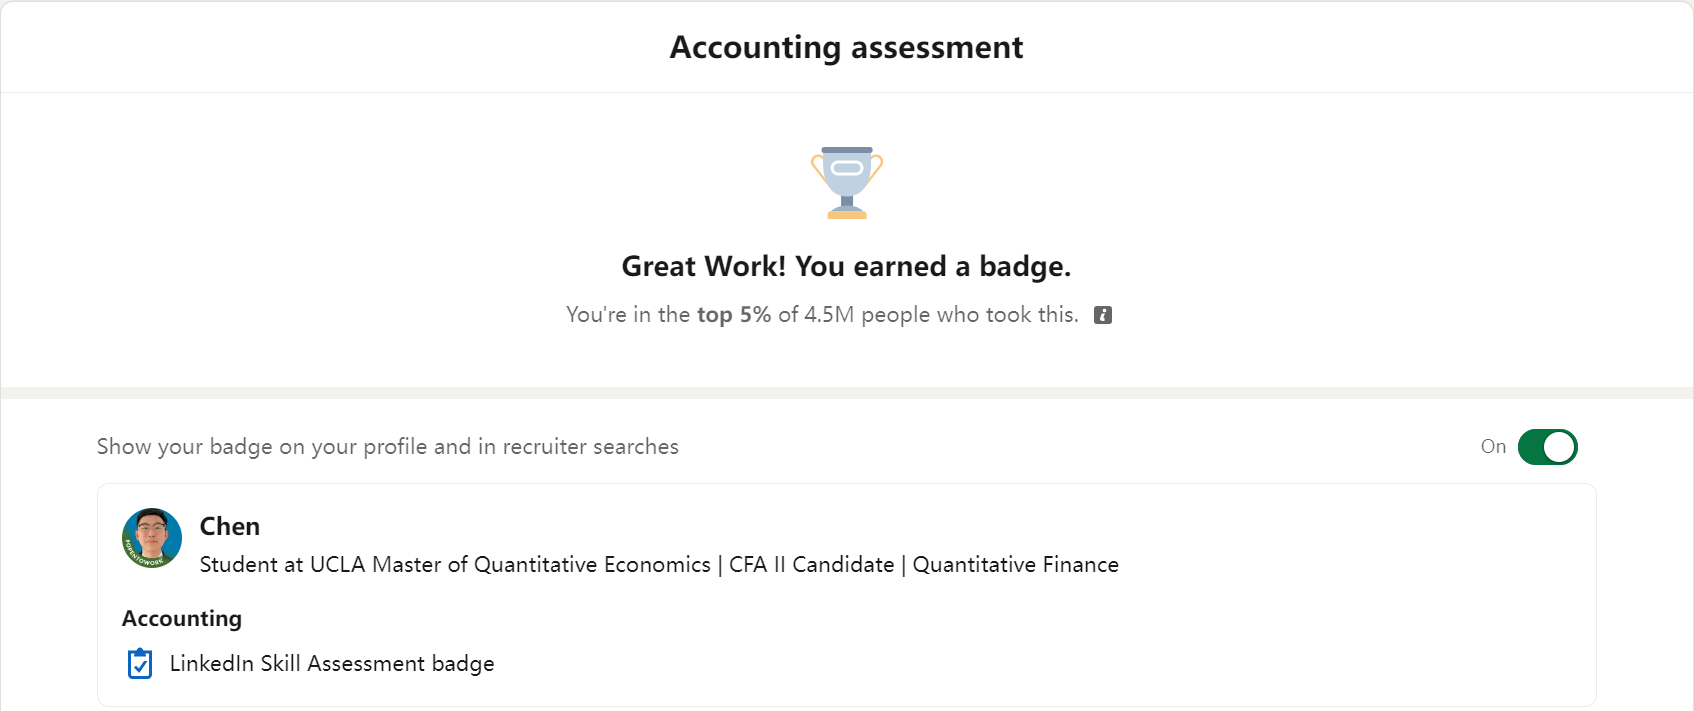 Accounting assessment
Great Work! You earned a badge.
You're in the top 5% of 4.5M people who took this.
Show your badge on your profile and in recruiter searches
On
Chen
Student at UCLA Master of Quantitative Economics | CFA II Candidate | Quantitative Finance
#OPENTOWORK
Accounting
LinkedIn Skill Assessment badge